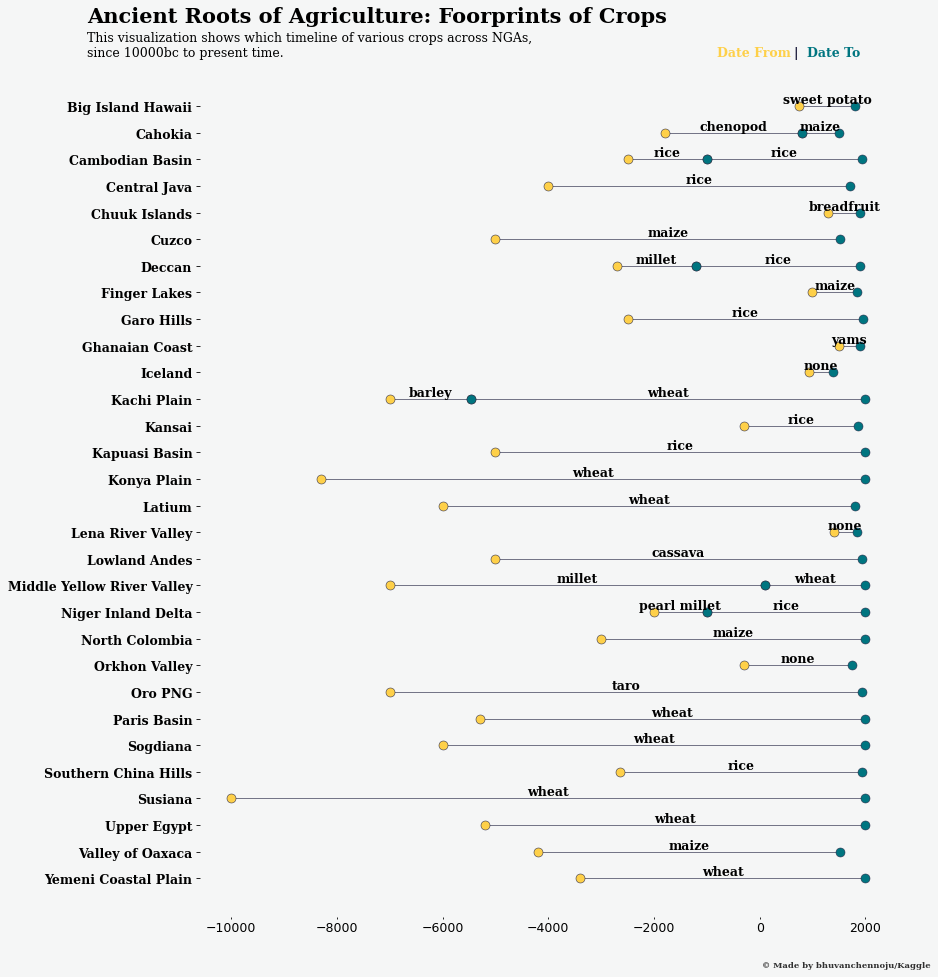 Ancient Roots of Agriculture: Foorprints of Crops
This visualization shows which timeline of various crops across NGAs,
since 10000bc to present time.
Date From | Date To
Big Island Hawaii sweet potato
Cahokia chenopod maize
Cambodian Basin rice rice
Central Java rice
Chuuk Islands breadfruit
Cuzco maize
Deccan millet rice
Finger Lakes maize
Garo Hills rice
Ghanaian Coast yams
Iceland none
Kachi Plain barley wheat
Kansai rice
Kapuasi Basin rice
Konya Plain wheat
Latium wheat
Lena River Valley none
Lowland Andes cassava
Middle Yellow River Valley millet wheat
Niger Inland Delta pearl millet rice
North Colombia maize
Orkhon Valley none
Oro PNG taro
Paris Basin wheat
Sogdiana wheat
Southern China Hills rice
Susiana wheat
Upper Egypt wheat
Valley of Oaxaca maize
Yemeni Coastal Plain wheat
−10000 −8000 −6000 −4000 −2000 0 2000
© Made by bhuvanchennoju/Kaggle